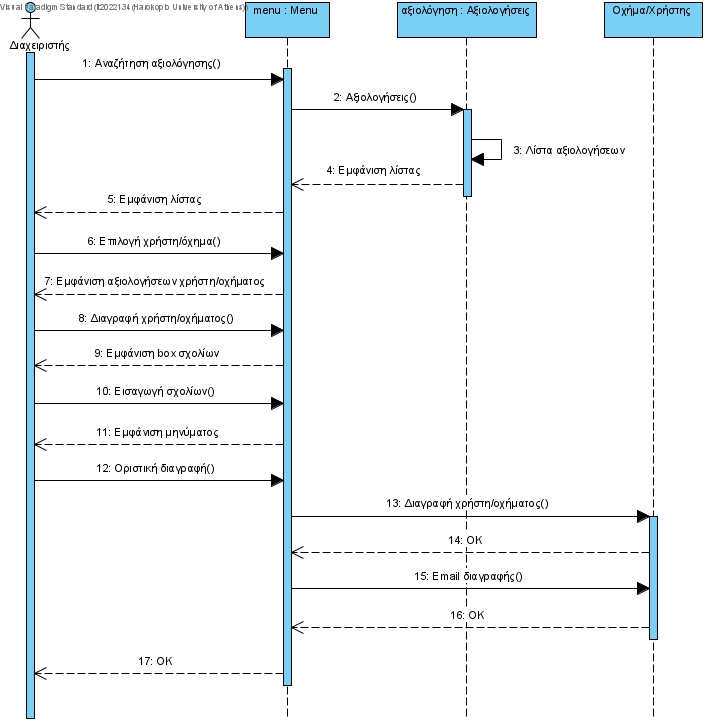 Visual Paradigm Standard(it2022134(Harokopio University of Athens))
menu : Menu
αξιολόγηση : Αξιολογήσεις
Οχήμα/Χρήστης
Διαχειριστής
1: Αναζήτηση αξιολόγησης()
2: Αξιολογήσεις()
3: Λίστα αξιολογήσεων
4: Εμφάνιση λίστας
5: Εμφάνιση λίστας
6: Επιλογή χρήστη/όχημα()
7: Εμφάνιση αξιολογήσεων χρήστη/οχήματος
8: Διαγραφή χρήστη/οχήματος()
9: Εμφάνιση box σχολίων
10: Εισαγωγή σχολίων()
11: Εμφάνιση μηνύματος
12: Οριστική διαγραφή()
13: Διαγραφή χρήστη/οχήματος()
14: OK
15: Email διαγραφής()
16: OK
17: OK